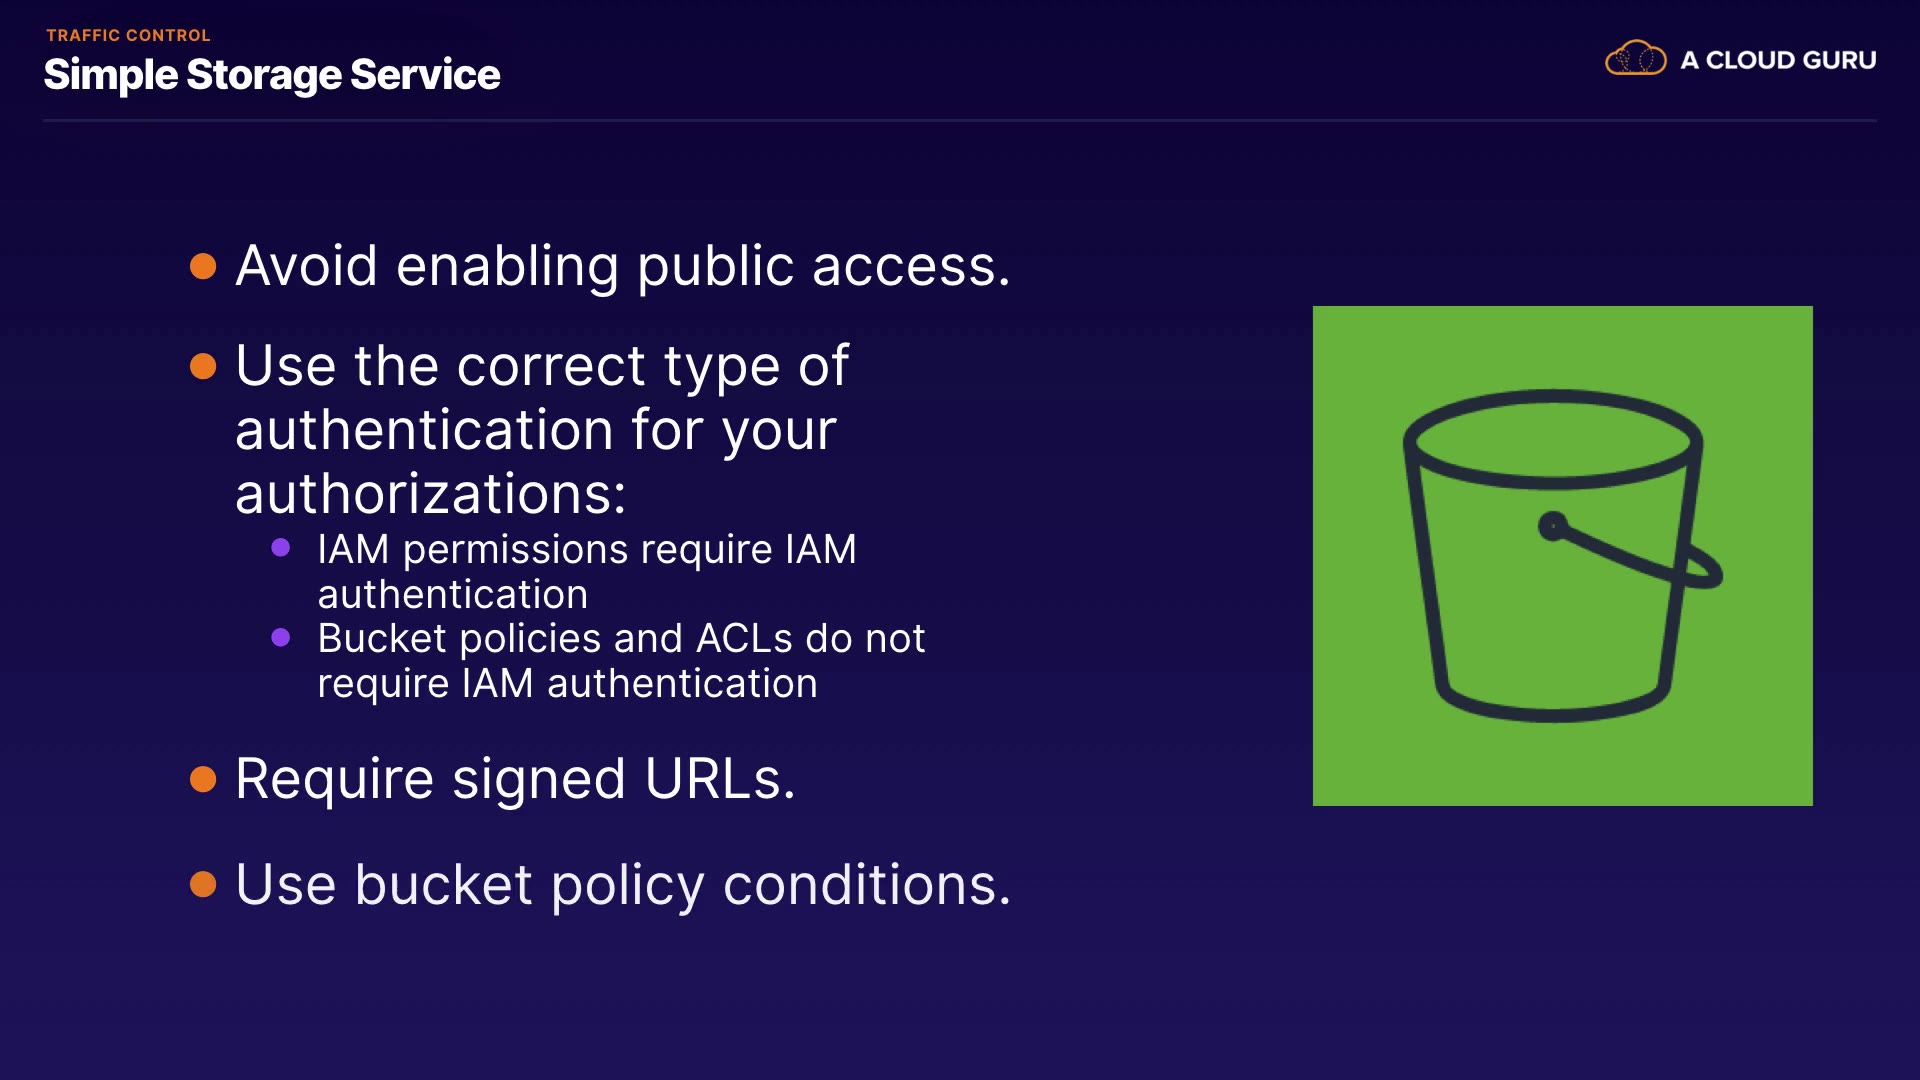 TRAFFIC CONTROL
Simple Storage Service
A CLOUD GURU
Avoid enabling public access.
Use the correct type of
authentication for your
authorizations:
IAM permissions require IAM
authentication
Bucket policies and ACLs do not
require IAM authentication
Require signed URLs.
Use bucket policy conditions.